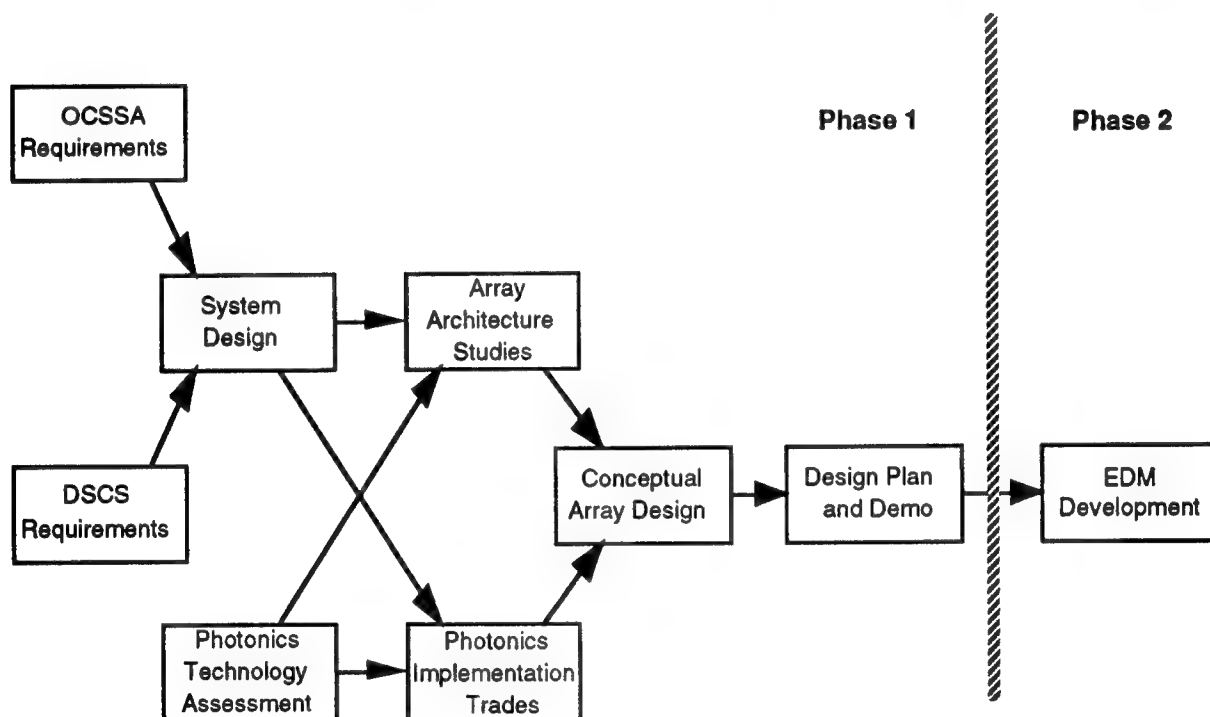 OCSSA
Requirements
Phase 1
Phase 2
System
Design
Array
Architecture
Studies
DSCS
Requirements
Conceptual
Array Design
Design Plan
and Demo
EDM
Development
Photonics
Technology
Assessment
Photonics
Implementation
Trades